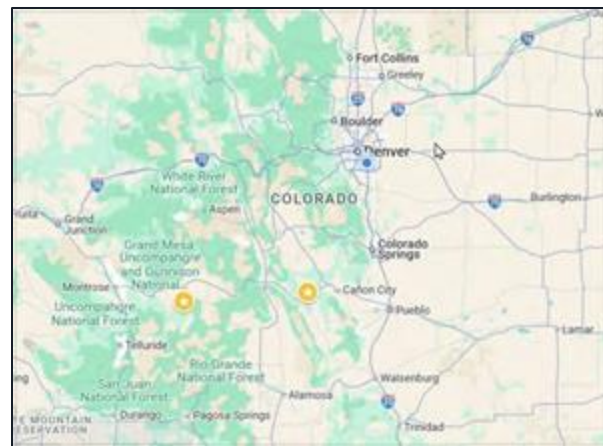 Fort Collins
Greeley
Boulder
Denver
White River
National Forest
COLORADO
Aspen
Burlington
Grand
Junction
Grand Mesa
Uncompahgre
and Gunnison
National
Colorado
Springs
Montrose
Cañon City
Uncompahgre
National Forest
Pueblo
Lamar
Telluride
Rio Grande
National Forest
Walsenburg
San Juan
National Forest
Alamosa
Durango
Pagosa Springs
Trinidad
TE MOUNTAIN
ESERVATION